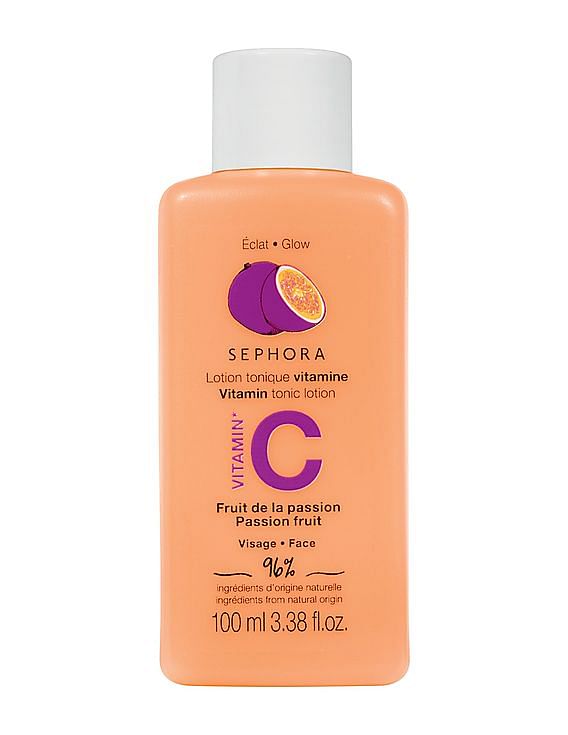 Éclat • Glow
SEPHORA
Lotion tonique vitamine
Vitamin tonic lotion
VITAMIN*
C
Fruit de la passion
Passion fruit
Visage • Face
96%
ingrédients d'origine naturelle
ingredients from natural origin
100 ml 3.38 fl.oz.